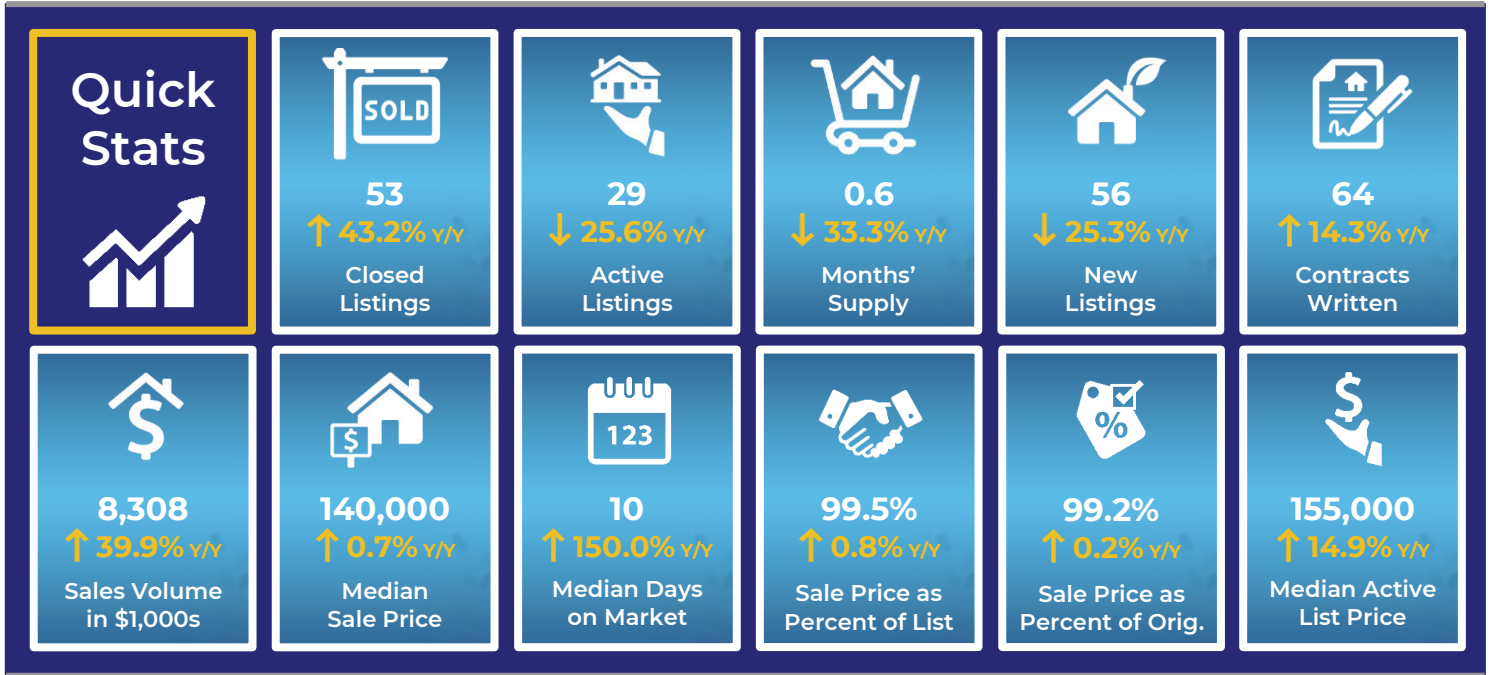 Quick
Stats
SOLD
53
↑ 43.2% Y/Y
Closed
Listings
29
↓ 25.6% Y/Y
Active
Listings
0.6
↓ 33.3% Y/Y
Months’
Supply
56
↓ 25.3% Y/Y
New
Listings
64
↑ 14.3% Y/Y
Contracts
Written
$
8,308
↑ 39.9% Y/Y
Sales Volume
in $1,000s
$
140,000
↑ 0.7% Y/Y
Median
Sale Price
123
10
↑ 150.0% Y/Y
Median Days
on Market
99.5%
↑ 0.8% Y/Y
Sale Price as
Percent of List
%
99.2%
↑ 0.2% Y/Y
Sale Price as
Percent of Orig.
$
155,000
↑ 14.9% Y/Y
Median Active
List Price